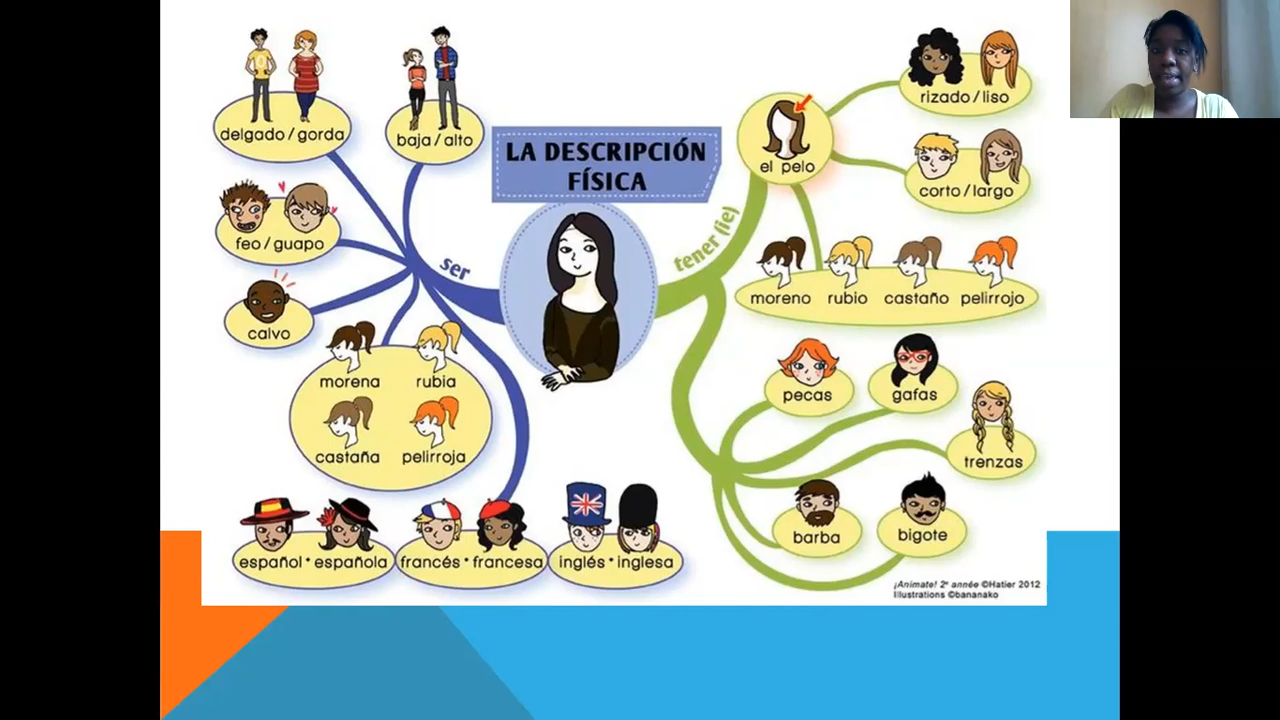 LA DESCRIPCIÓN
FÍSICA
ser
delgado / gorda
baja / alto
feo / guapo
calvo
morena
rubia
castaña
pelirroja
español * española
francés * francesa
inglés * inglesa
tener (ie)
el pelo
rizado / liso
corto / largo
moreno
rubio
castaño
pelirrojo
pecas
gafas
trenzas
barba
bigote
¡Anímate! 2e année ©Hatier 2012
Illustrations ©bananako